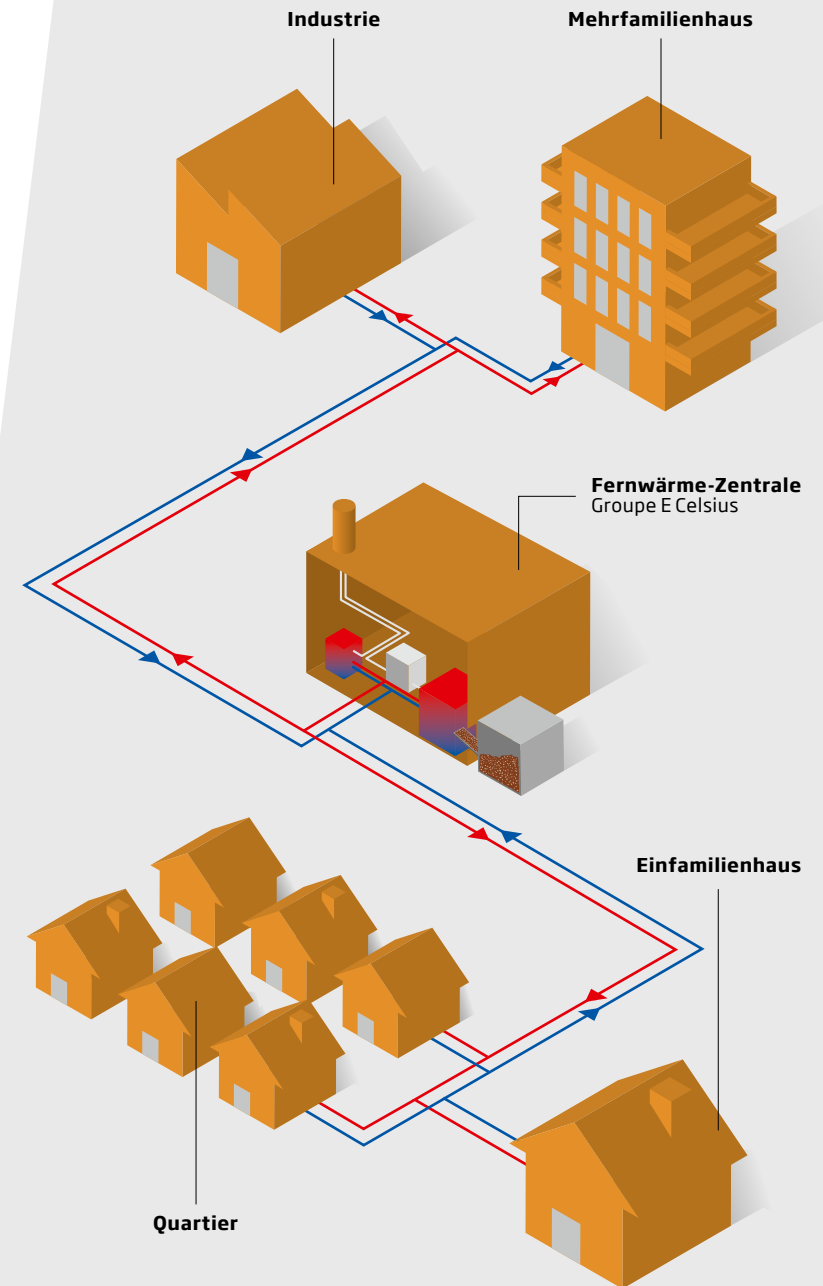 Industrie
Mehrfamilienhaus
Fernwärme-Zentrale
Groupe E Celsius
Einfamilienhaus
Quartier